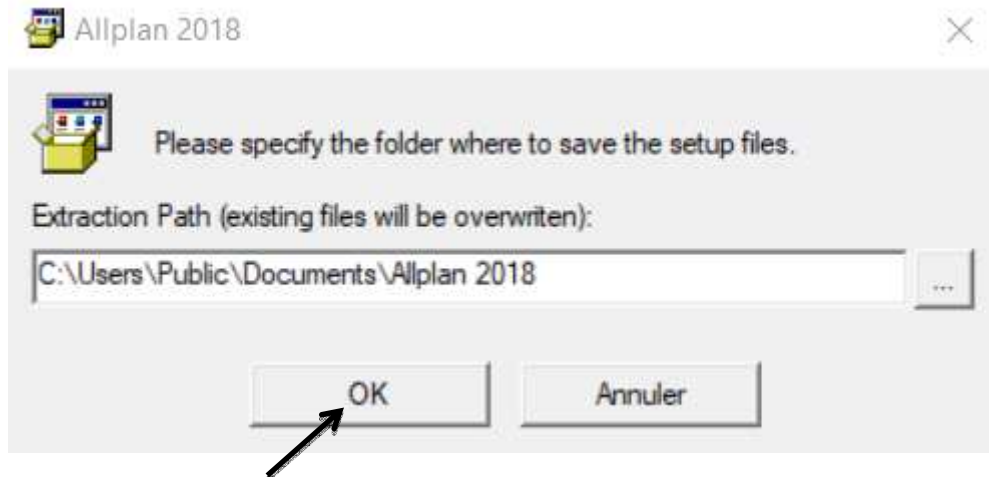 Allplan 2018
Please specify the folder where to save the setup files.
Extraction Path (existing files will be overwriten):
C:\Users\Public\Documents\Allplan 2018
...
OK
Annuler